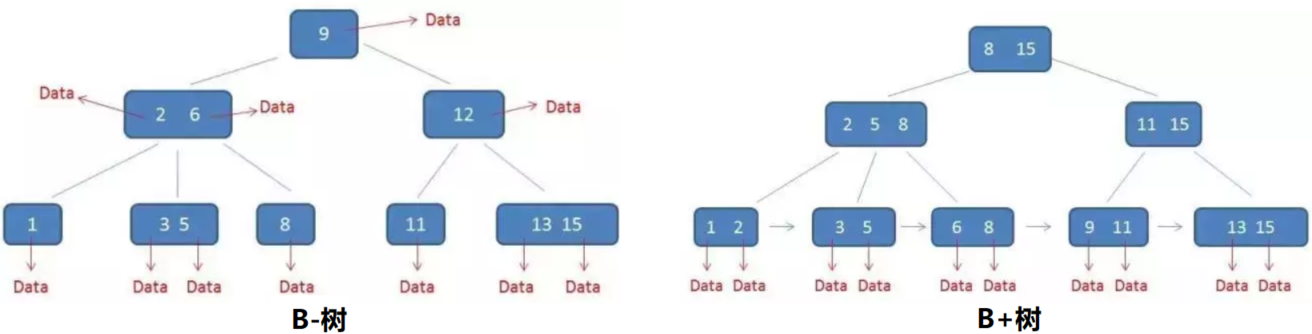 9 Data
Data 2 6 Data
12 Data
1 3 5 8 11 13 15
Data Data Data Data Data Data Data
B-树
8 15
2 5 8 11 15
1 2 3 5 6 8 9 11 13 15
Data Data Data Data Data Data Data Data Data Data
B+树